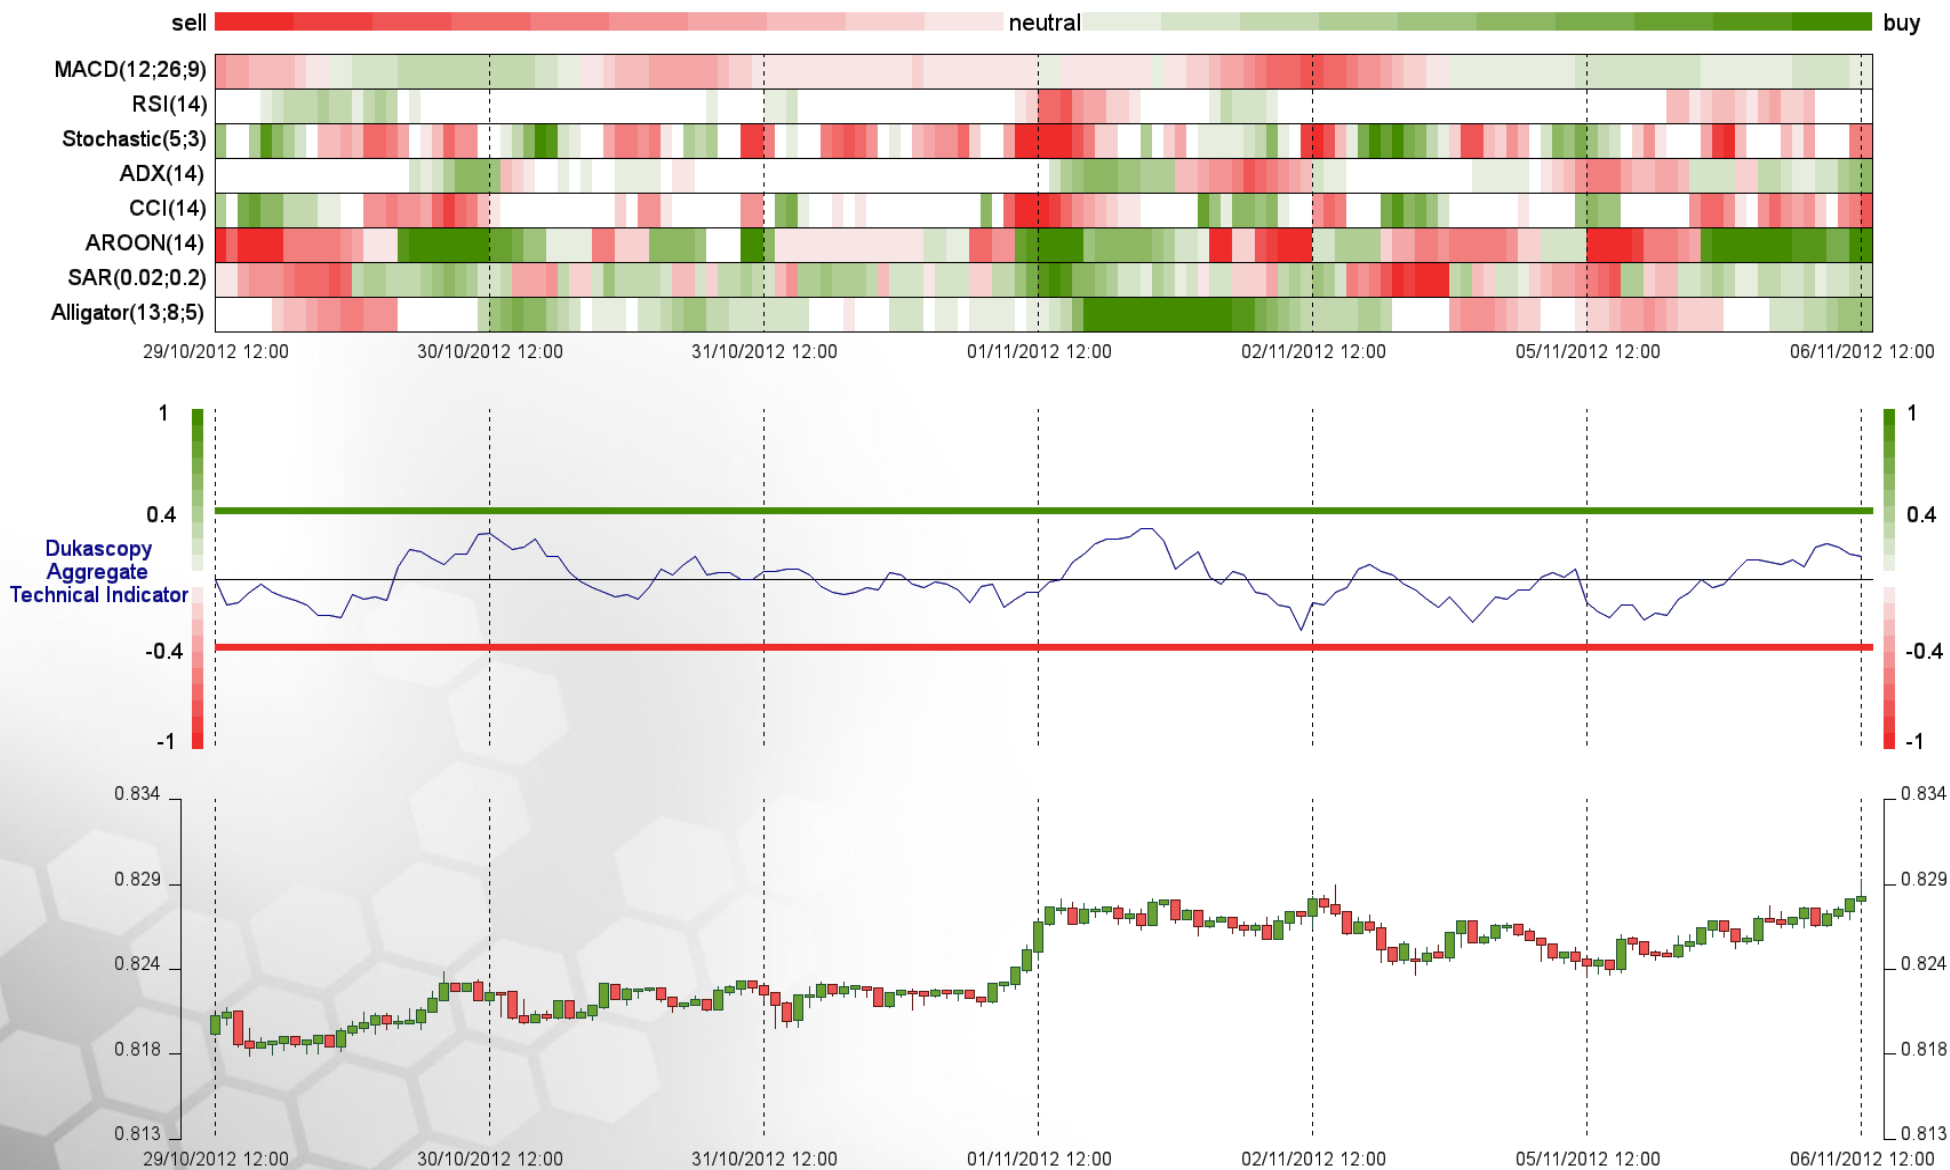 sell neutral buy
MACD(12;26;9)
RSI(14)
Stochastic(5;3)
ADX(14)
CCI(14)
AROON(14)
SAR(0.02;0.2)
Alligator(13;8;5)
29/10/2012 12:00 30/10/2012 12:00 31/10/2012 12:00 01/11/2012 12:00 02/11/2012 12:00 05/11/2012 12:00 06/11/2012 12:00
1 1
0.4 0.4
Dukascopy
Aggregate
Technical Indicator
-0.4 -0.4
-1 -1
0.834 0.834
0.829 0.829
0.824 0.824
0.818 0.818
0.813 0.813
29/10/2012 12:00 30/10/2012 12:00 31/10/2012 12:00 01/11/2012 12:00 02/11/2012 12:00 05/11/2012 12:00 06/11/2012 12:00